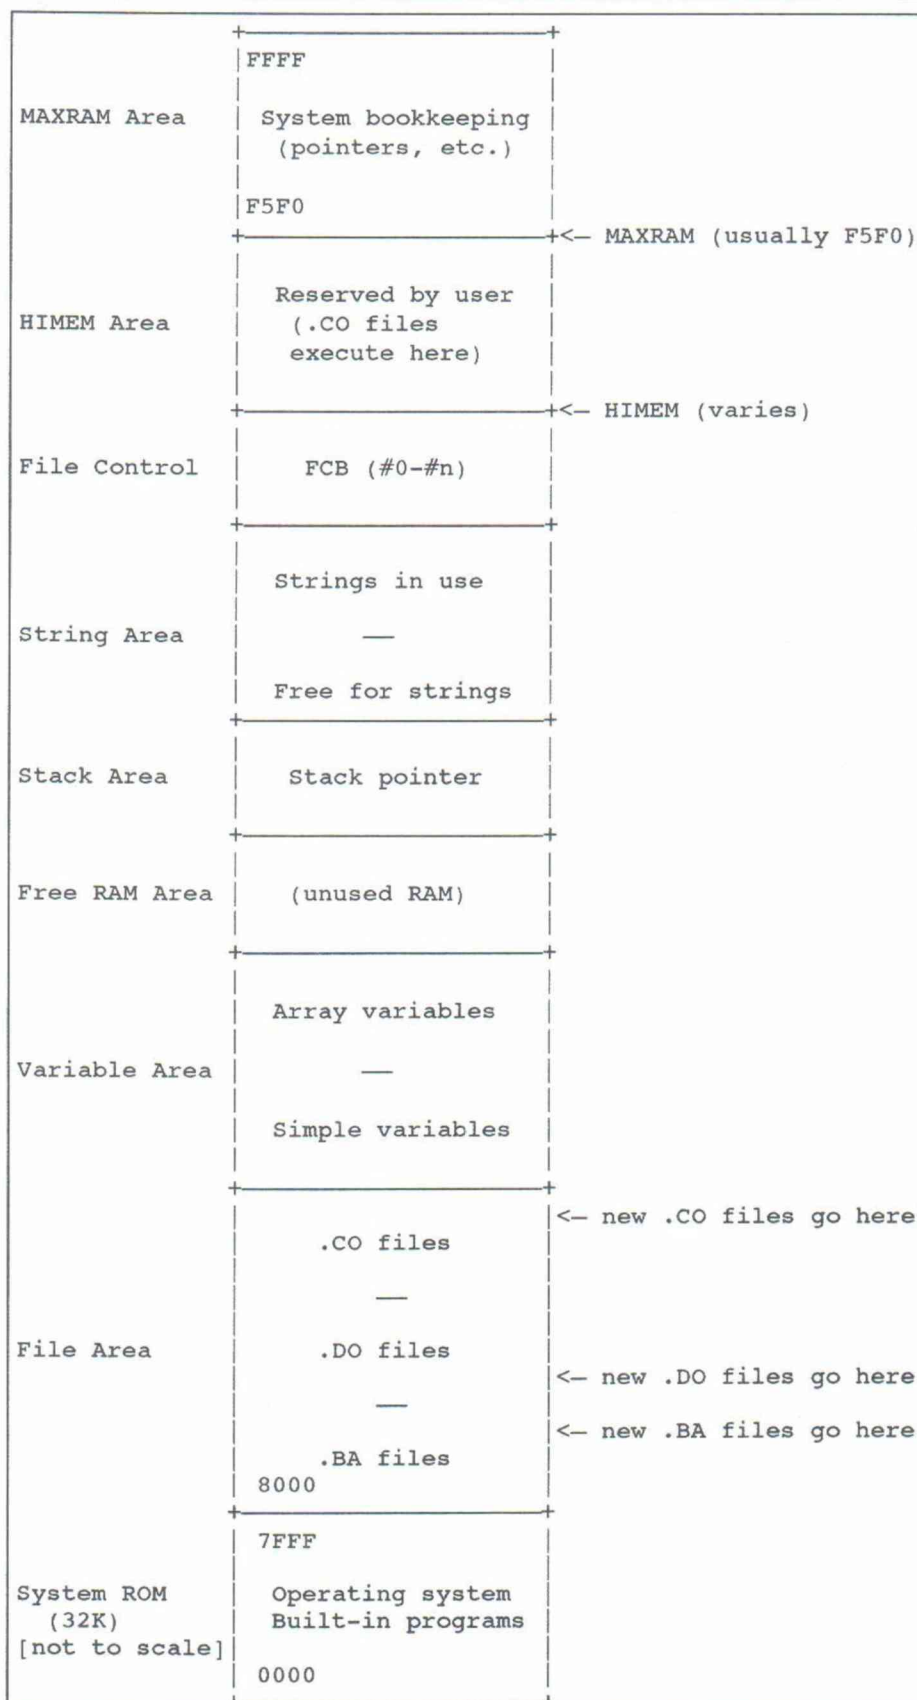 FFFF
MAXRAM Area System bookkeeping
(pointers, etc.)
F5F0
<— MAXRAM (usually F5F0)
Reserved by user
HIMEM Area (.CO files
execute here)
<— HIMEM (varies)
File Control FCB (#0-#n)
Strings in use
String Area —
Free for strings
Stack Area Stack pointer
Free RAM Area (unused RAM)
Array variables
Variable Area —
Simple variables
<— new .CO files go here
.CO files
—
File Area .DO files
<— new .DO files go here
—
<— new .BA files go here
.BA files
8000
7FFF
System ROM Operating system
(32K) Built-in programs
[not to scale]
0000